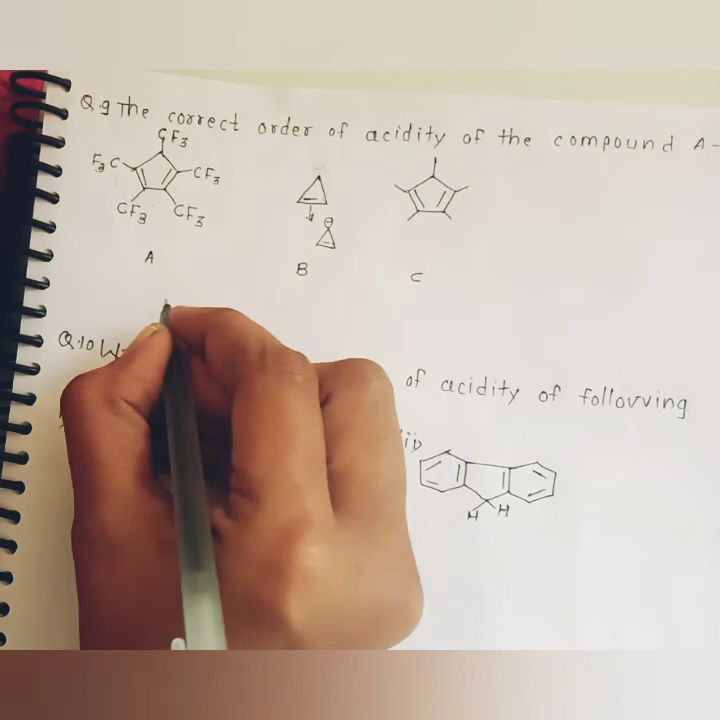 Q.9 The correct order of acidity of the compound A-
CF3
F3C
CF3
CF3
CF3
⊖
A
B
C
Q.10
of acidity of following
ii)
H
H